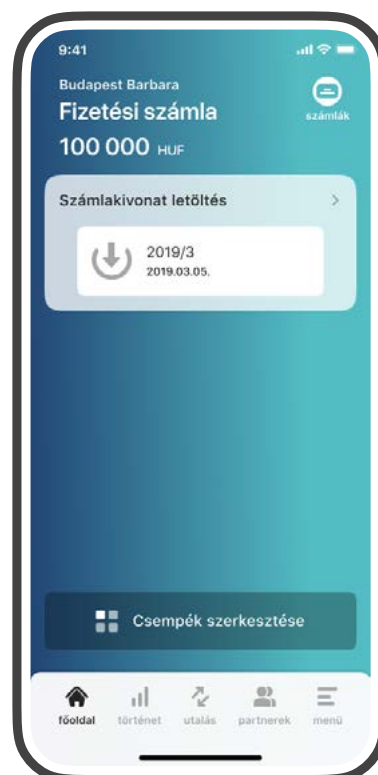 9:41
Budapest Barbara
Fizetési számla
számlák
100 000 HUF
Számlakivonat letöltés
2019/3
2019.03.05.
Csempék szerkesztése
főoldal történet utalás partnerek menü